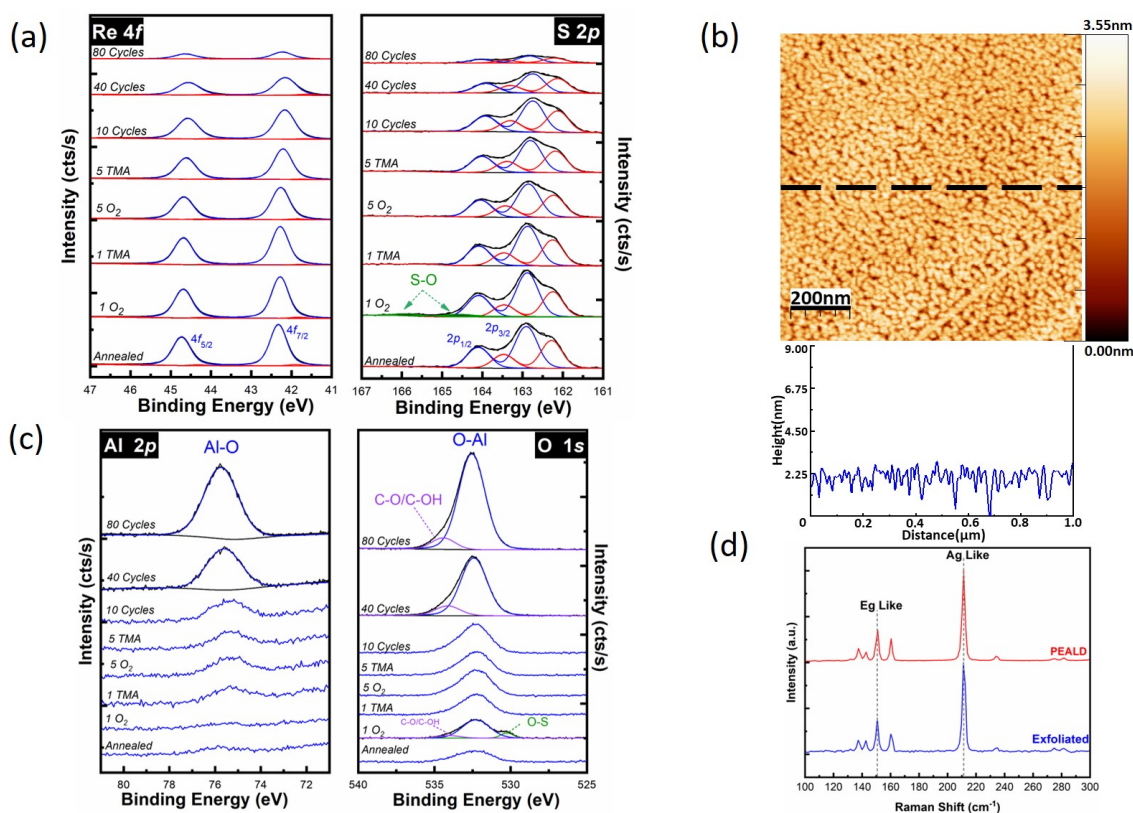 (a)
Re 4f
80 Cycles
40 Cycles
10 Cycles
5 TMA
5 O₂
1 TMA
1 O₂
Annealed
4f₅/₂
4f₇/₂
Intensity (cts/s)
47 46 45 44 43 42 41
Binding Energy (eV)
S 2p
80 Cycles
40 Cycles
10 Cycles
5 TMA
5 O₂
1 TMA
S-O
1 O₂
2p₁/₂
2p₃/₂
Annealed
Intensity (cts/s)
167 166 165 164 163 162 161
Binding Energy (eV)
(b)
3.55nm
200nm
0.00nm
9.00
6.75
4.50
2.25
Height(nm)
0.0 0.2 0.4 0.6 0.8 1.0
Distance(µm)
(c)
Al 2p
Al-O
80 Cycles
40 Cycles
10 Cycles
5 TMA
5 O₂
1 TMA
1 O₂
Annealed
Intensity (cts/s)
80 78 76 74 72
Binding Energy (eV)
O-Al
O 1s
C-O/C-OH
80 Cycles
40 Cycles
10 Cycles
5 TMA
5 O₂
1 TMA
C-O/C-OH
O-S
1 O₂
Annealed
Intensity (cts/s)
540 535 530 525
Binding Energy (eV)
(d)
Ag Like
Eg Like
PEALD
Exfoliated
Intensity (a.u.)
100 120 140 160 180 200 220 240 260 280 300
Raman Shift (cm⁻¹)